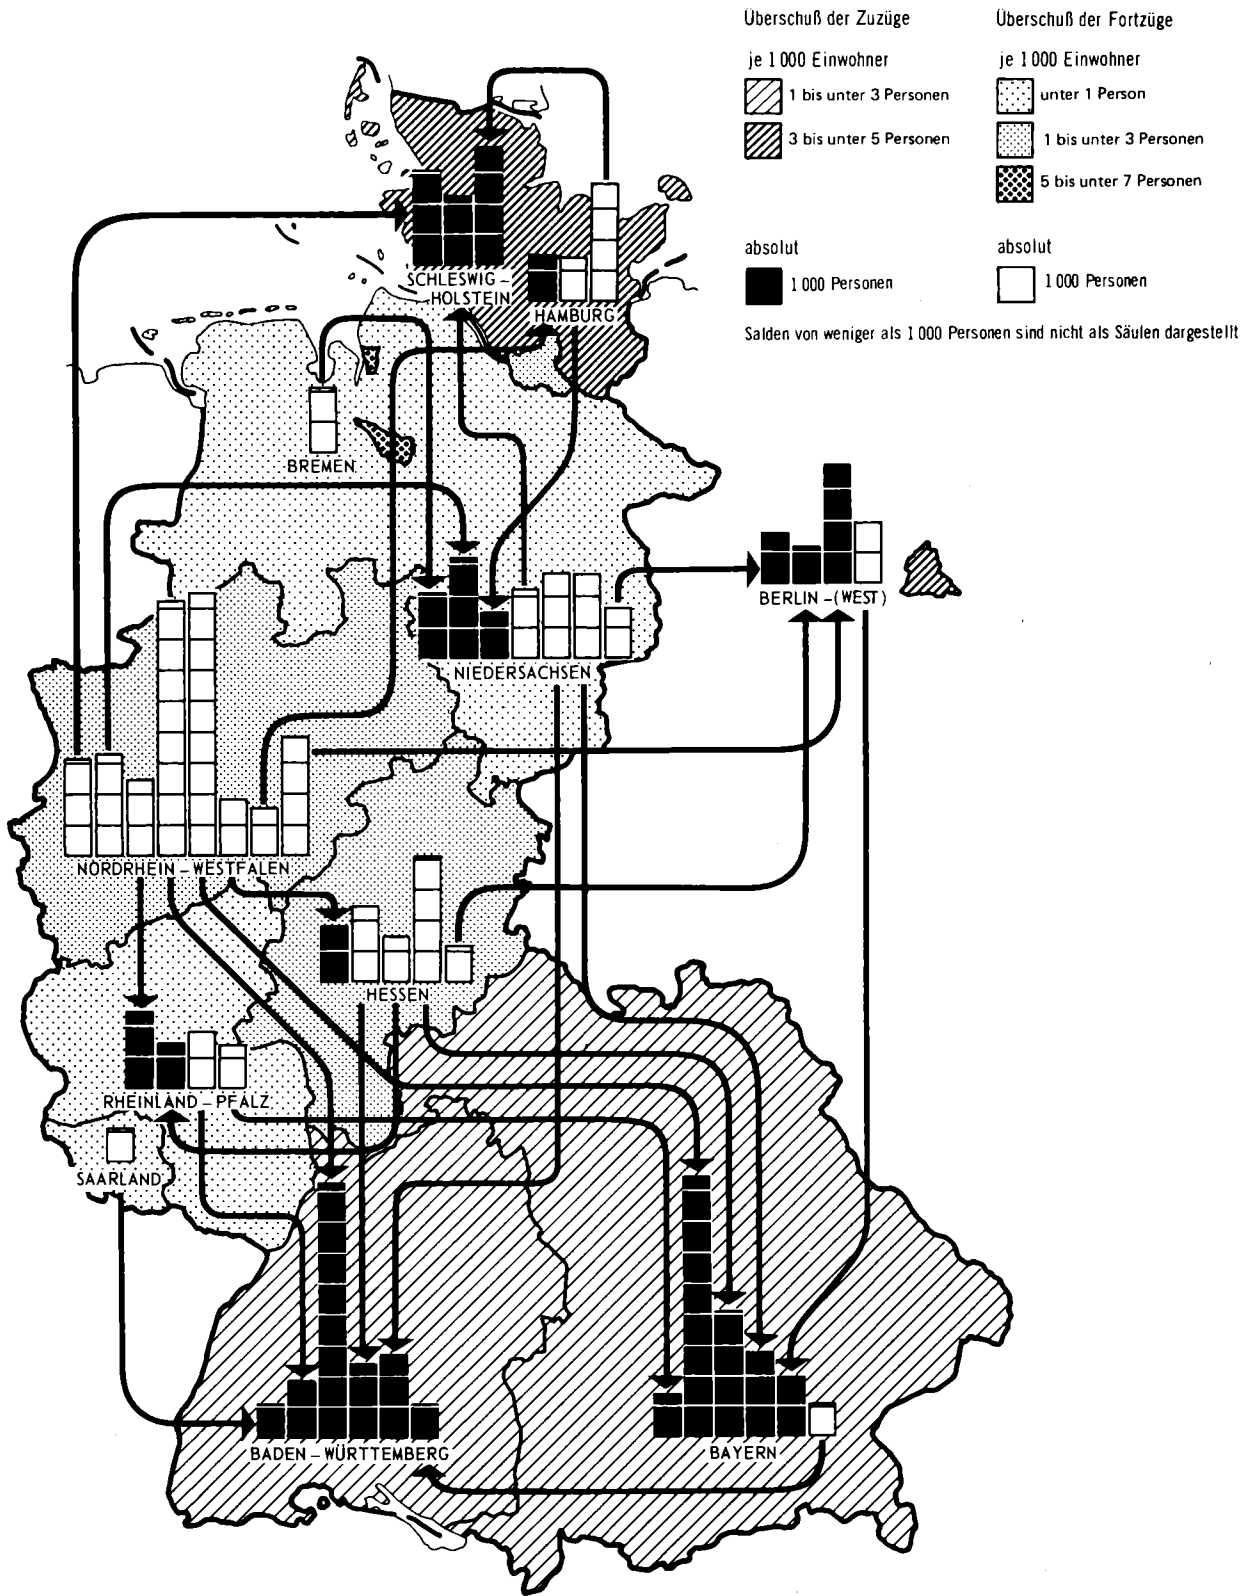 Überschuß der Zuzüge
je 1 000 Einwohner
1 bis unter 3 Personen
3 bis unter 5 Personen
absolut
1 000 Personen
Überschuß der Fortzüge
je 1 000 Einwohner
unter 1 Person
1 bis unter 3 Personen
5 bis unter 7 Personen
absolut
1 000 Personen
Salden von weniger als 1 000 Personen sind nicht als Säulen dargestellt
SCHLESWIG –
HOLSTEIN
HAMBURG
BREMEN
BERLIN – (WEST)
NIEDERSACHSEN
NORDRHEIN – WESTFALEN
HESSEN
RHEINLAND – PFALZ
SAARLAND
BADEN – WÜRTTEMBERG
BAYERN